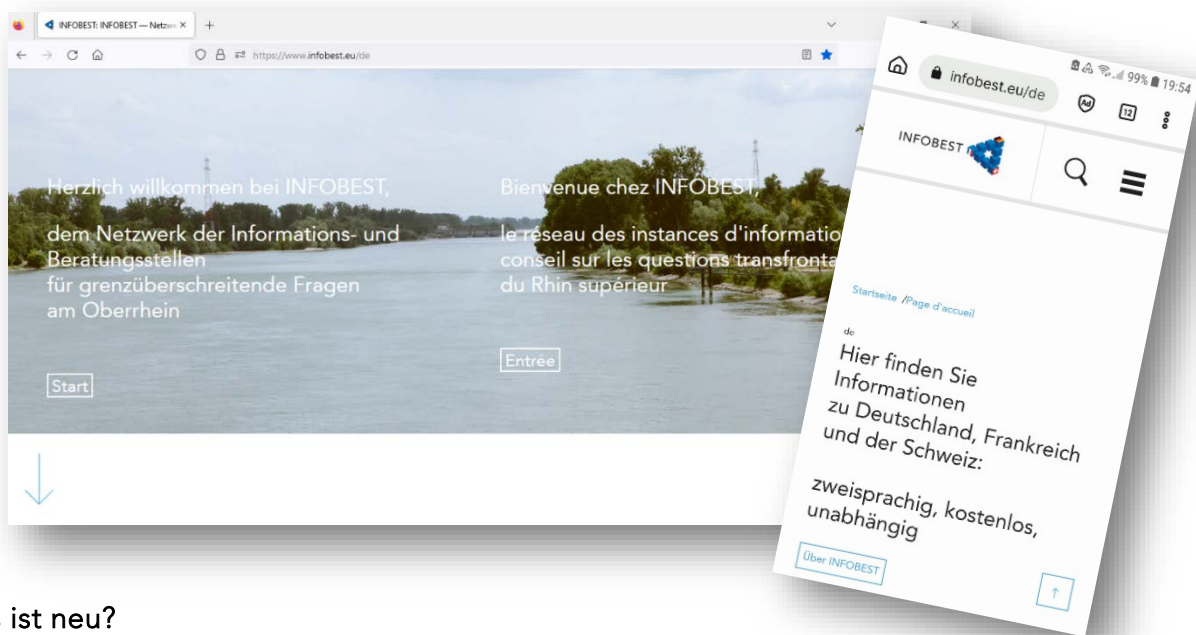 INFOBEST: INFOBEST — Netzw
https://www.infobest.eu/de
Herzlich willkommen bei INFOBEST,
dem Netzwerk der Informations- und
Beratungsstellen
für grenzüberschreitende Fragen
am Oberrhein
Start
Bienvenue chez INFOBEST,
le réseau des instances d'informatio
conseil sur les questions transfronta
du Rhin supérieur
Entrée
99% 19:54
infobest.eu/de
Ad
12
INFOBEST
Startseite /Page d'accueil
de
Hier finden Sie
Informationen
zu Deutschland, Frankreich
und der Schweiz:
zweisprachig, kostenlos,
unabhängig
Über INFOBEST
ist neu?